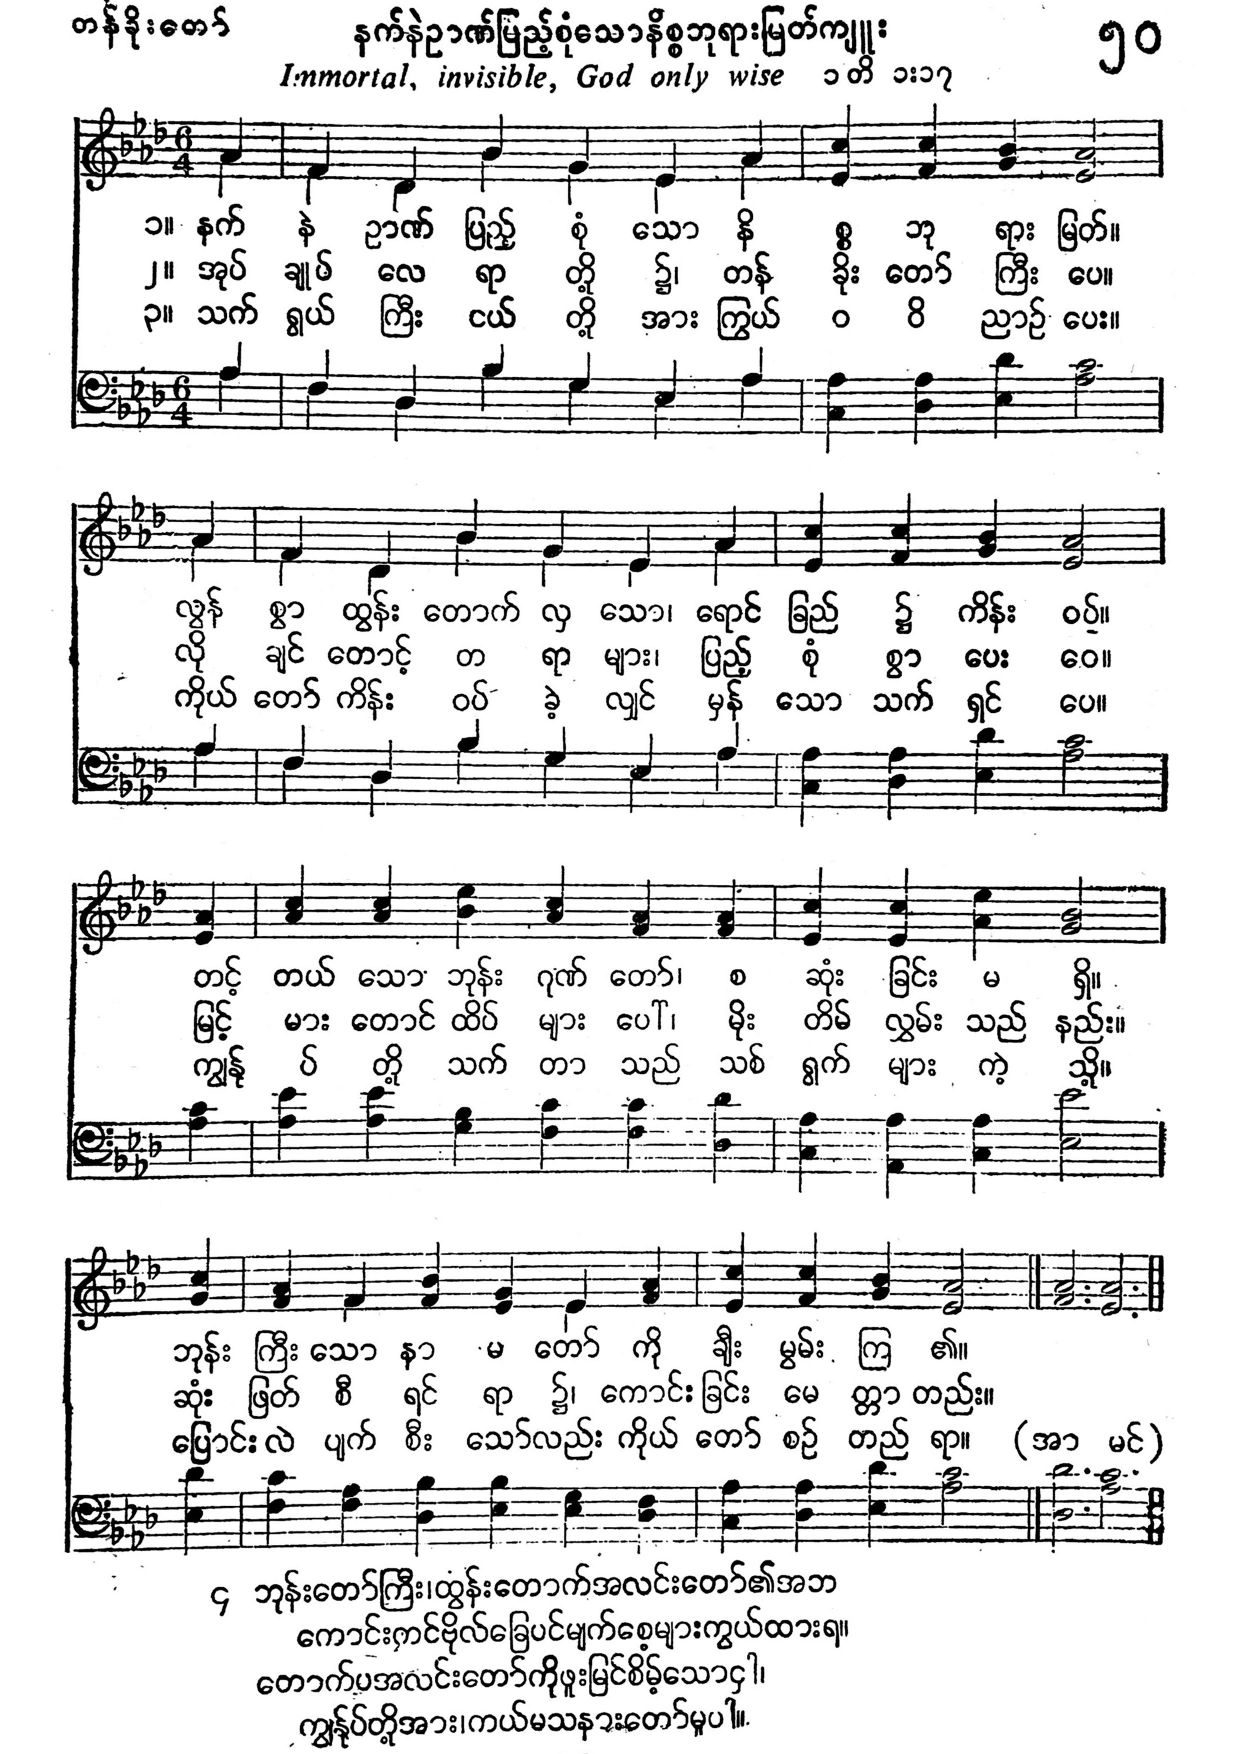 တန်ခိုးတော်
နက်နဲဉာဏ်ပြည့်စုံသောနိစ္စဘုရားမြတ်ကျူး
၅၀
Immortal, invisible, God only wise ၁ တိ ၁း၁၇
6 4
၁။ နက် နဲ ဉာဏ် ပြည့် စုံ သော နိ စ္စ ဘု ရား မြတ်။
၂။ အုပ် ချုပ် လေ ရာ တို့ ၌၊ တန် ခိုး တော် ကြီး ပေ။
၃။ သက် ရွယ် ကြီး ငယ် တို့ အား ကြွယ် ဝ ဝိ ညာဉ် ပေး။
6 4
လွန် စွာ ထွန်း တောက် လှ သော၊ ရောင် ခြည် ၌ ကိန်း ဝပ်။
လို ချင် တောင့် တ ရာ များ၊ ပြည့် စုံ စွာ ပေး ဝေ။
ကိုယ် တော် ကိန်း ဝပ် ခဲ့ လျှင် မှန် သော သက် ရှင် ပေ။
တင့် တယ် သော ဘုန်း ဂုဏ် တော်၊ စ ဆုံး ခြင်း မ ရှိ။
မြင့် မား တောင် ထိပ် များ ပေါ်၊ မိုး တိမ် လွှမ်း သည် နည်း။
ကျွန်ု ပ် တို့ သက် တာ သည် သစ် ရွက် များ ကဲ့ သို့။
ဘုန်း ကြီး သော နာ မ တော် ကို ချီး မွမ်း ကြ ၏။
ဆုံး ဖြတ် စီ ရင် ရာ ၌၊ ကောင်း ခြင်း မေ တ္တာ တည်း။
ပြောင်း လဲ ပျက် စီး သော်လည်း ကိုယ် တော် စဉ် တည် ရာ။ (အာ မင်)
၄ ဘုန်းတော်ကြီး၊ထွန်းတောက်အလင်းတော်၏အဘ
ကောင်းကင်ဗိုလ်ခြေပင်မျက်စေ့များကွယ်ထားရ။
တောက်ပအလင်းတော်ကိုဖူးမြင်စိမ့်သောငှါ၊
ကျွန်ုပ်တို့အား၊ကယ်မသနားတော်မူပါ။